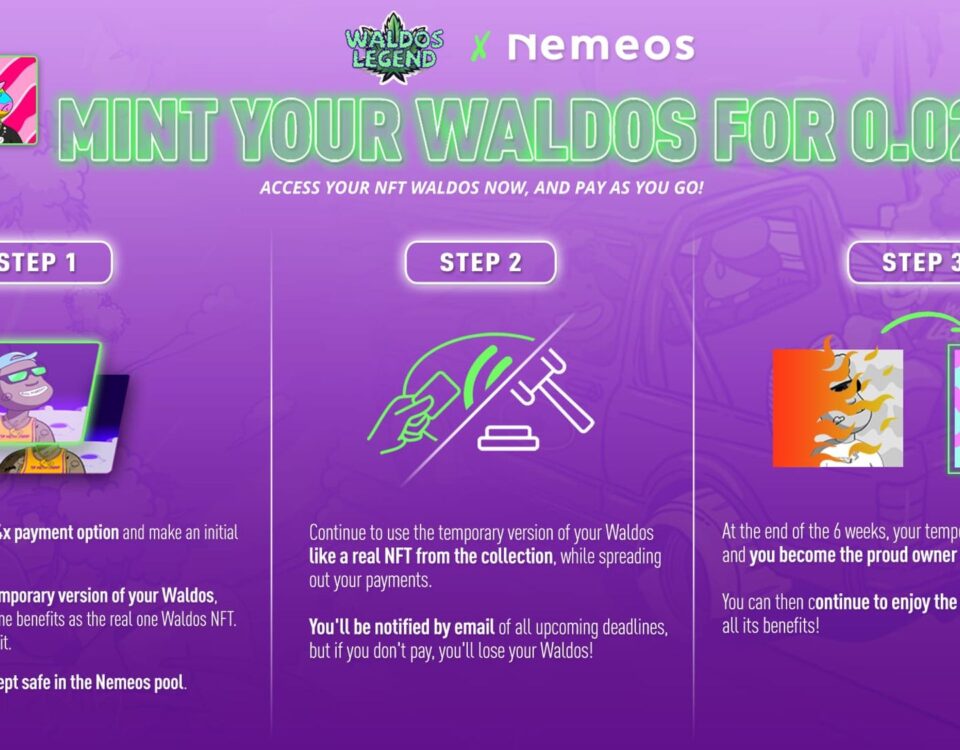 WALDOS
LEGEND
X Nemeos
MINT YOUR WALDOS FOR 0.02
ACCESS YOUR NFT WALDOS NOW, AND PAY AS YOU GO!
STEP 1
4x payment option and make an initial
temporary version of your Waldos,
benefits as the real one Waldos NFT.
it.
kept safe in the Nemeos pool.
STEP 2
Continue to use the temporary version of your Waldos
like a real NFT from the collection, while spreading
out your payments.
You'll be notified by email of all upcoming deadlines,
but if you don't pay, you'll lose your Waldos!
STEP 3
At the end of the 6 weeks, your
and you become the proud owner
You can then continue to enjoy the
all its benefits!